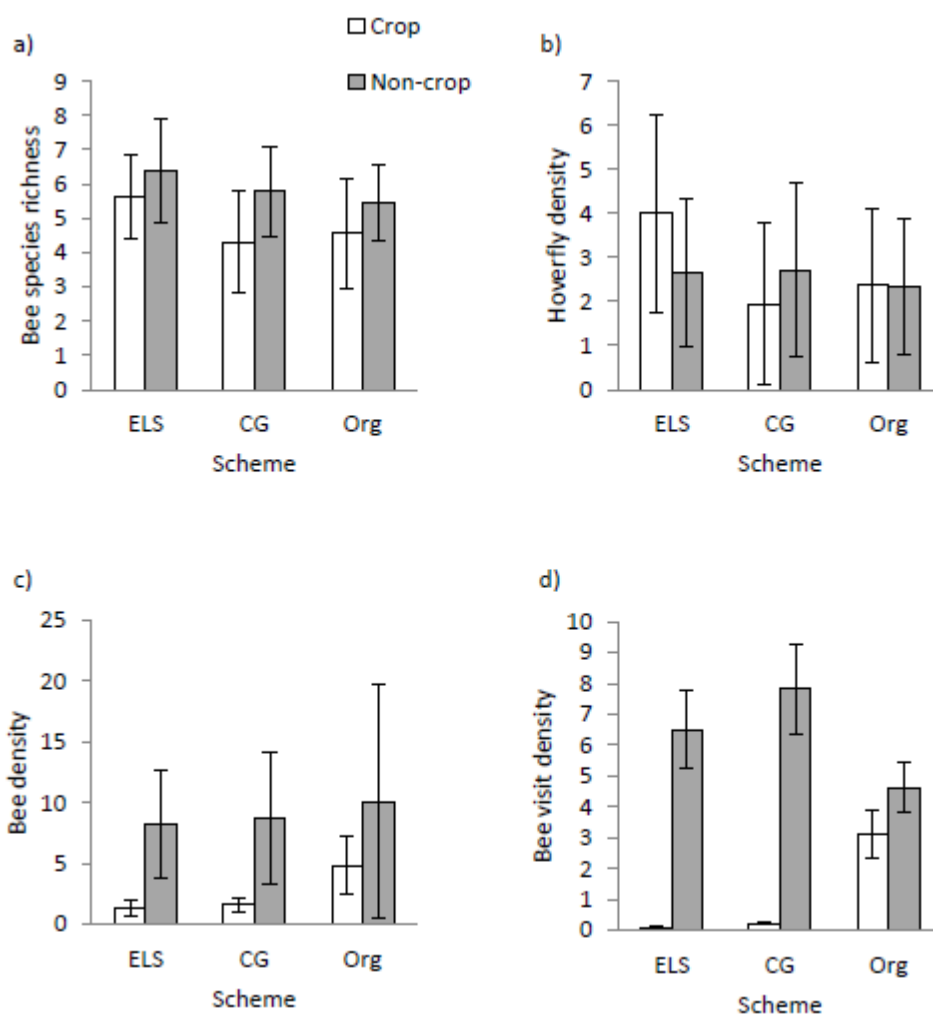 Crop
Non-crop
a)
9
8
7
6
5
4
3
2
1
0
Bee species richness
ELS CG Org
Scheme
b)
7
6
5
4
3
2
1
0
Hoverfly density
ELS CG Org
Scheme
c)
25
20
15
10
5
0
Bee density
ELS CG Org
Scheme
d)
10
9
8
7
6
5
4
3
2
1
0
Bee visit density
ELS CG Org
Scheme